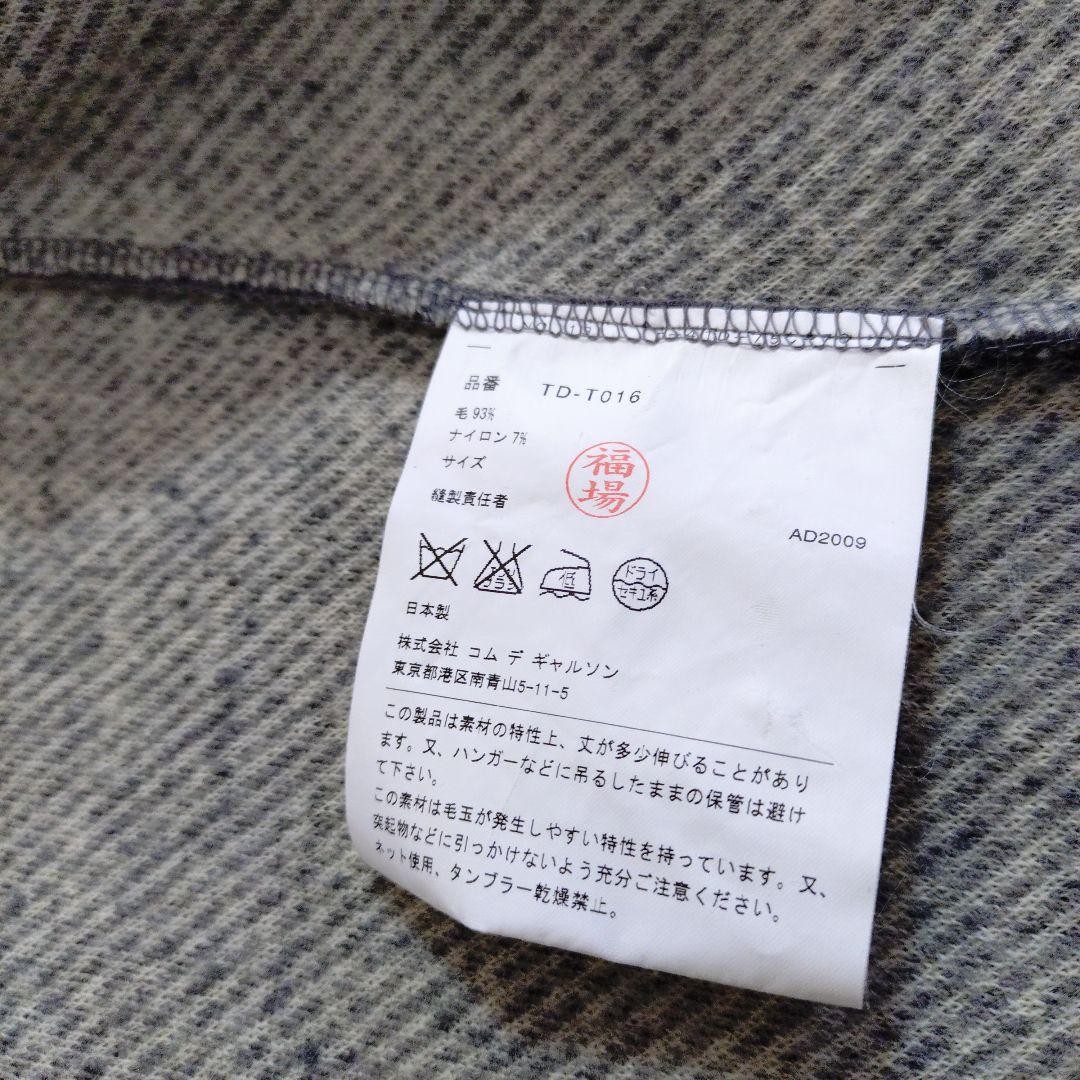 品番 TD-T016
毛 93%
ナイロン 7%
サイズ
縫製責任者
福場
AD2009
低
ドライ
セキユ系
日本製
株式会社 コム デ ギャルソン
東京都港区南青山5-11-5
この製品は素材の特性上、丈が多少伸びることがあり
ます。又、ハンガーなどに吊るしたままの保管は避け
て下さい。
この素材は毛玉が発生しやすい特性を持っています。又、
突起物などに引っかけないよう充分ご注意ください。
ネット使用、タンブラー乾燥禁止。